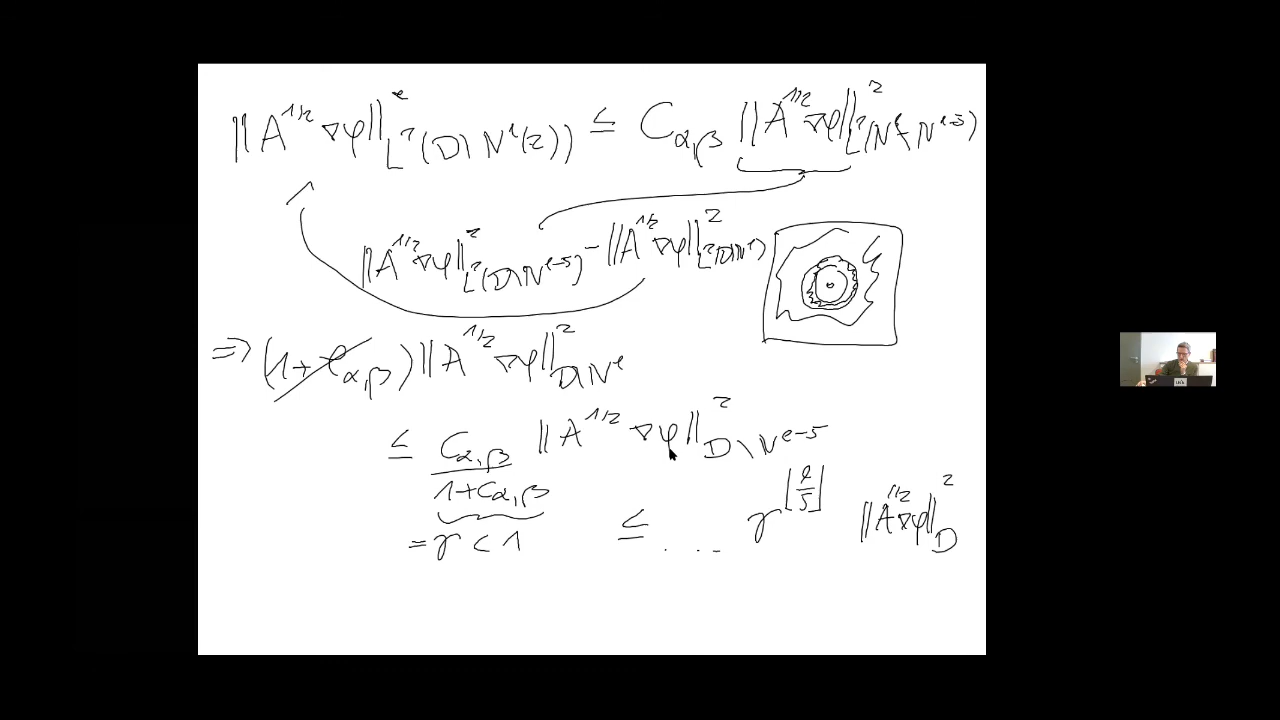 ‖A^{1/2} ∇φ‖²_{L²(D\N^ℓ(z))} ≤ C_{α,β} ‖A^{1/2} ∇φ‖²_{L²(N^ℓ\N^{ℓ-5})}
‖A^{1/2} ∇φ‖²_{L²(D\N^{ℓ-5})} - ‖A^{1/2} ∇φ‖²_{L²(D\N^ℓ)}
⇒ (1+C_{α,β}) ‖A^{1/2} ∇φ‖²_{D\N^ℓ}
≤ C_{α,β} / (1+C_{α,β}) ‖A^{1/2} ∇φ‖²_{D\N^{ℓ-5}}
= γ < 1 ≤ . . . . γ^{⌊ℓ/5⌋} ‖A^{1/2} ∇φ‖²_D